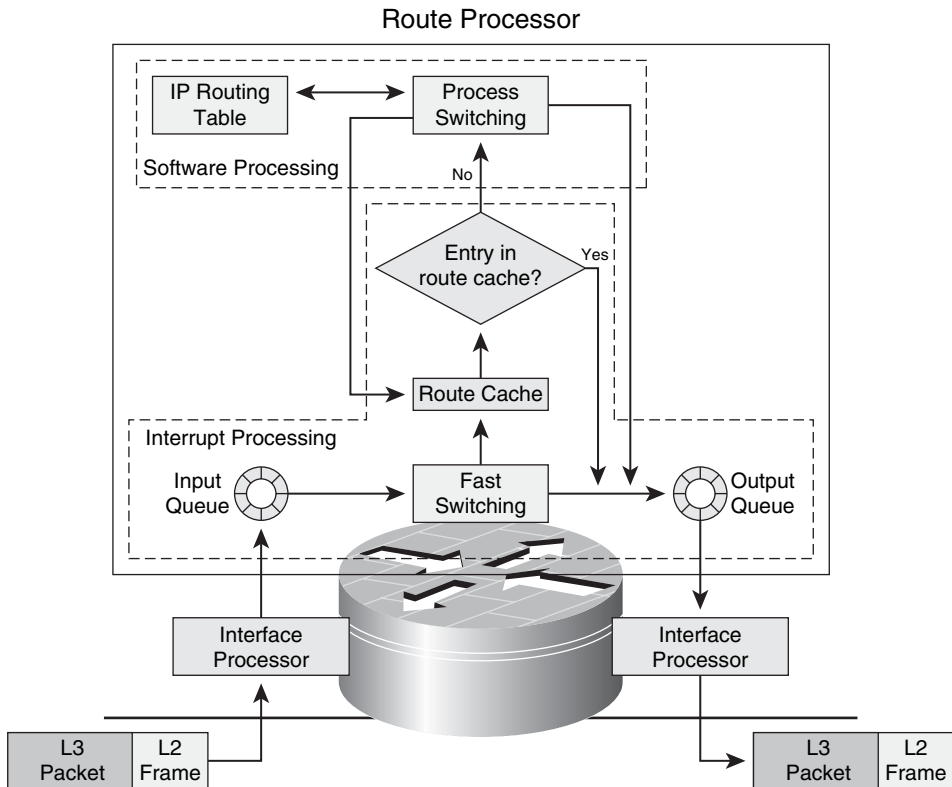 Route Processor
IP Routing
Table
Process
Switching
Software Processing
No
Entry in
route cache?
Yes
Route Cache
Interrupt Processing
Input
Queue
Fast
Switching
Output
Queue
Interface
Processor
Interface
Processor
L3
Packet
L2
Frame
L3
Packet
L2
Frame